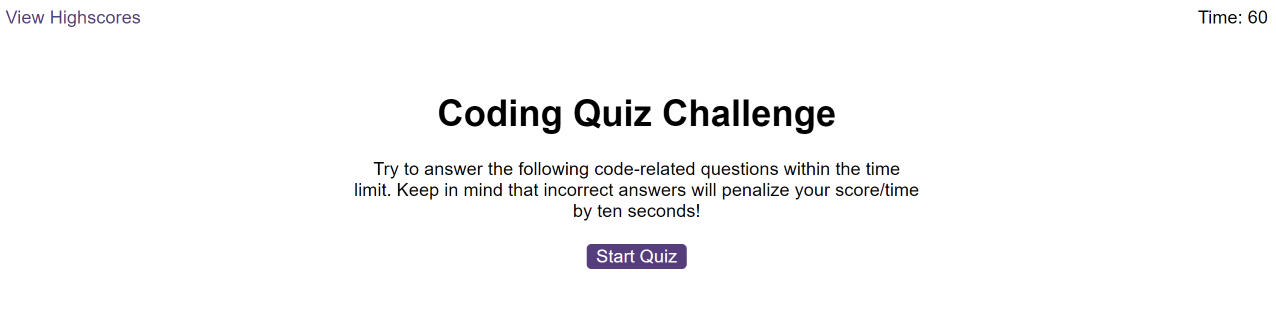 View Highscores
Time: 60
Coding Quiz Challenge
Try to answer the following code-related questions within the time
limit. Keep in mind that incorrect answers will penalize your score/time
by ten seconds!
Start Quiz